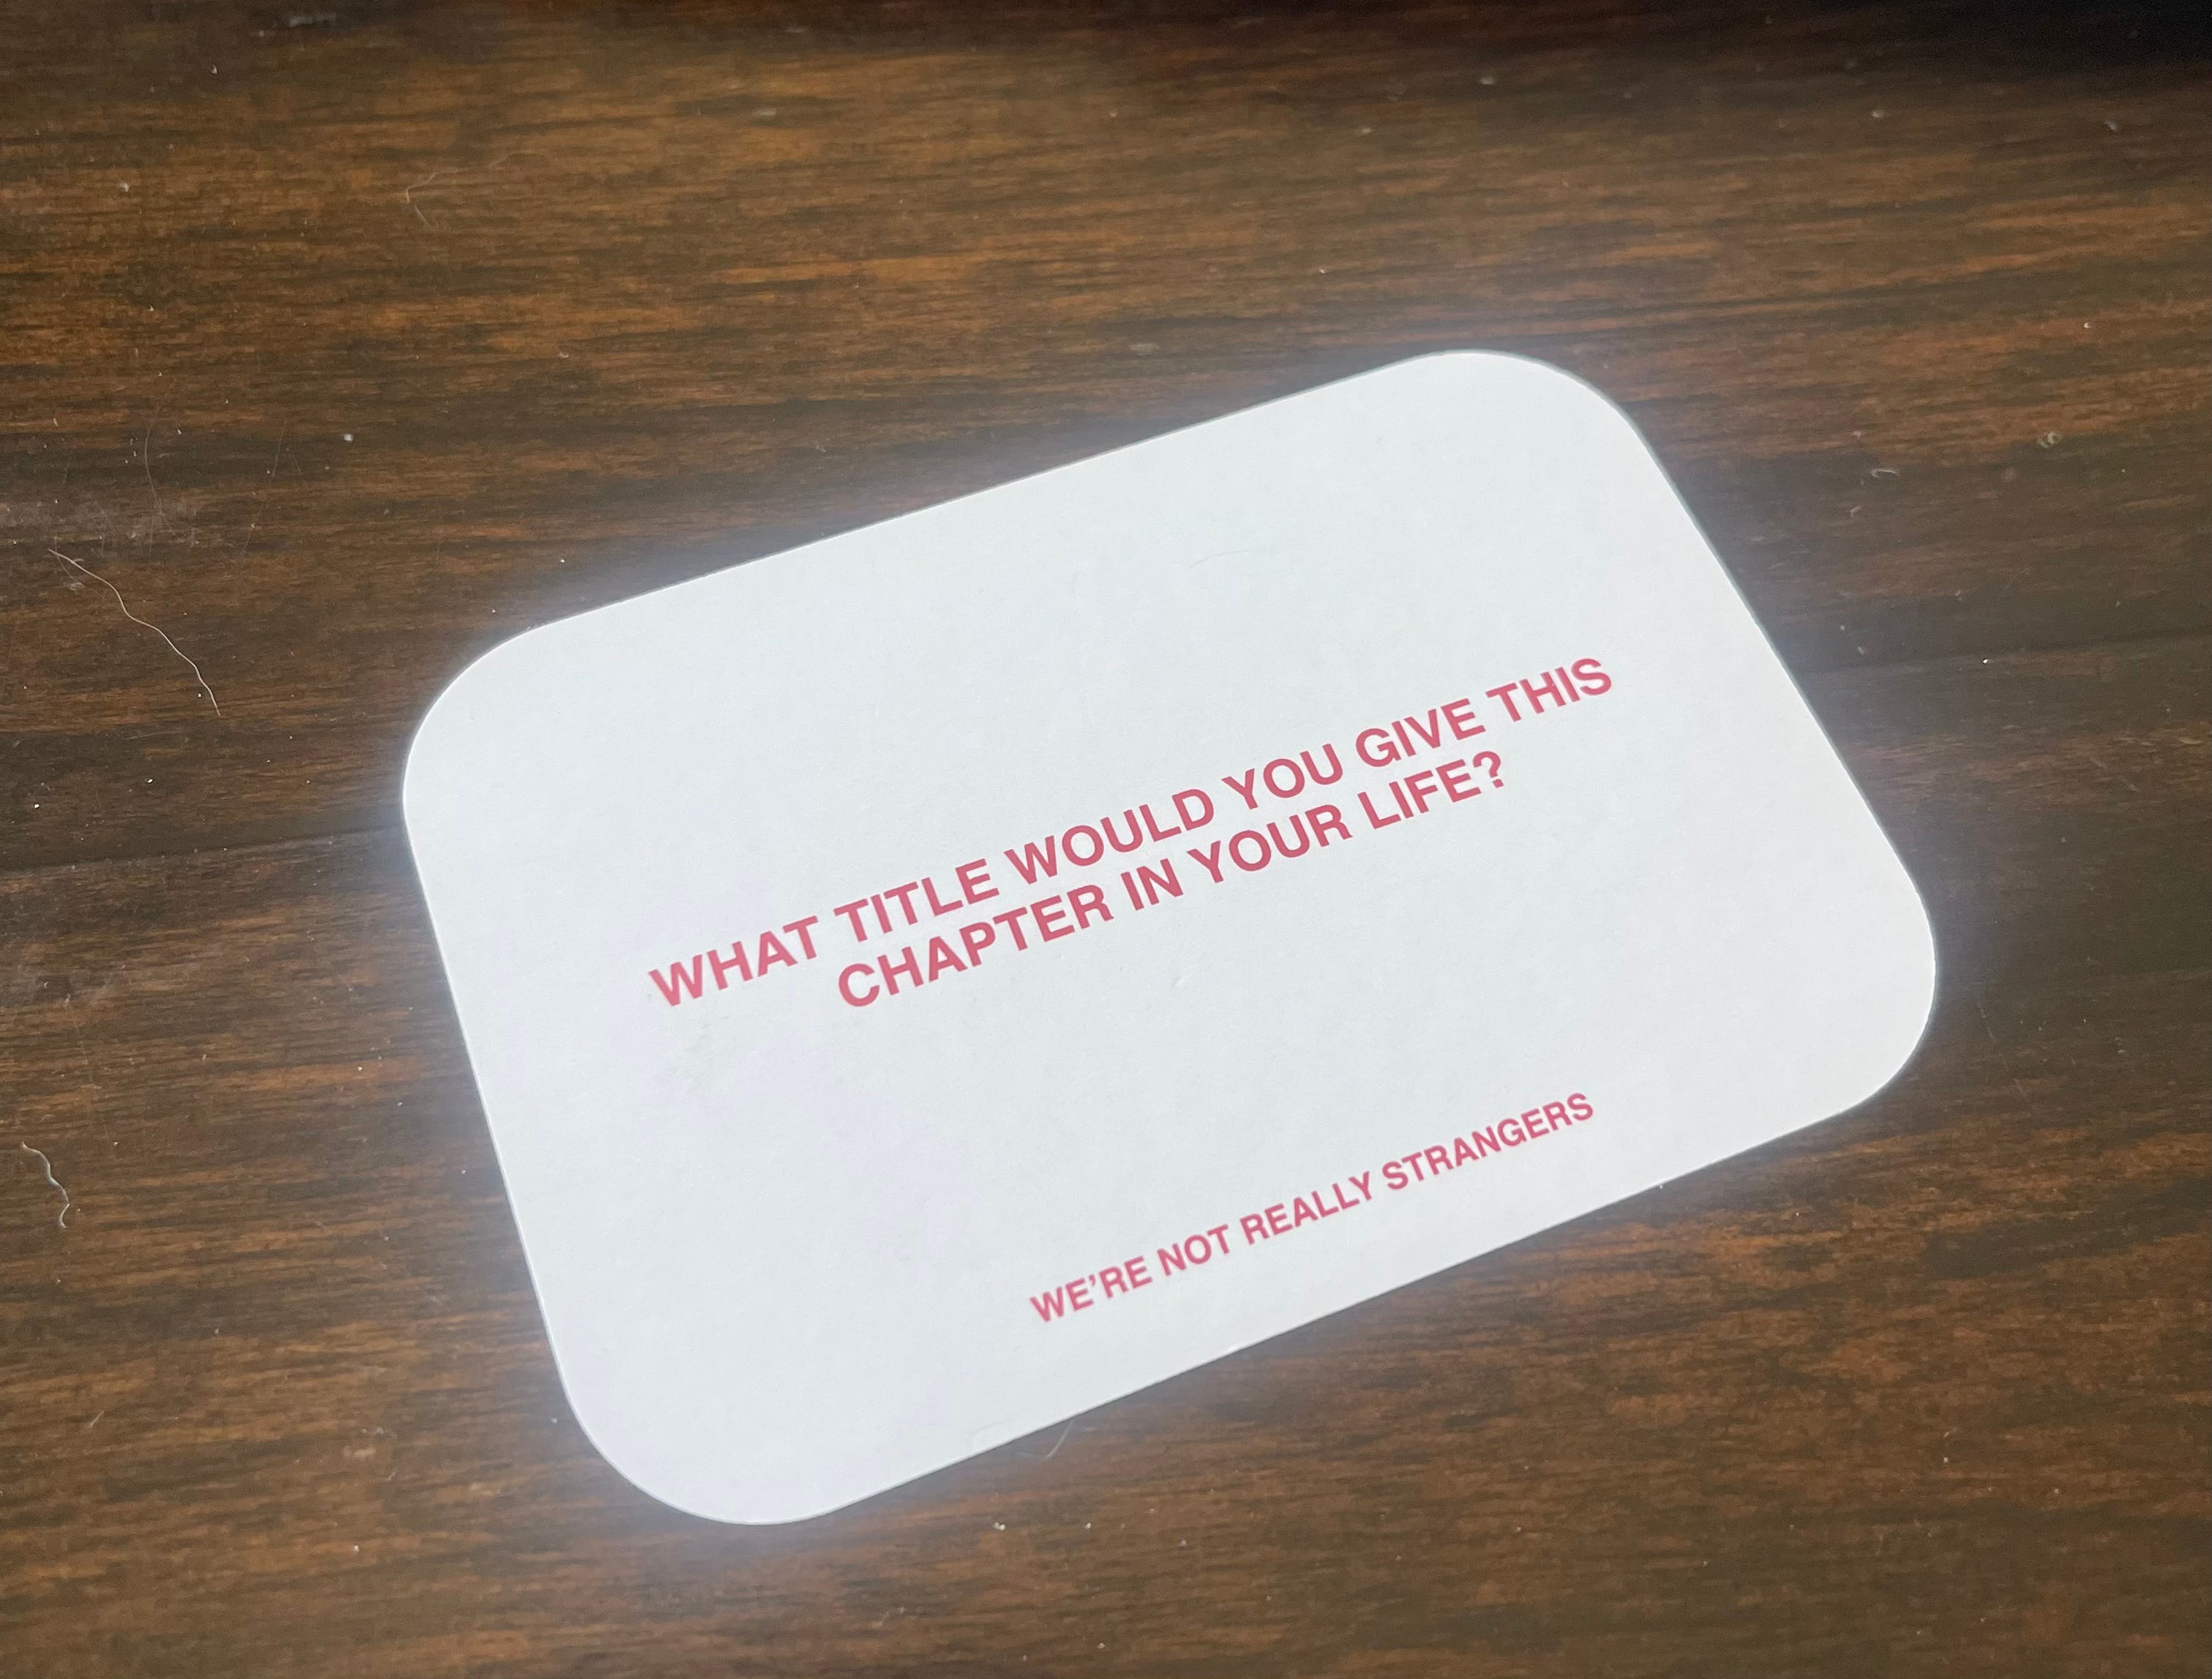 WHAT TITLE WOULD YOU GIVE THIS
CHAPTER IN YOUR LIFE?
WE’RE NOT REALLY STRANGERS